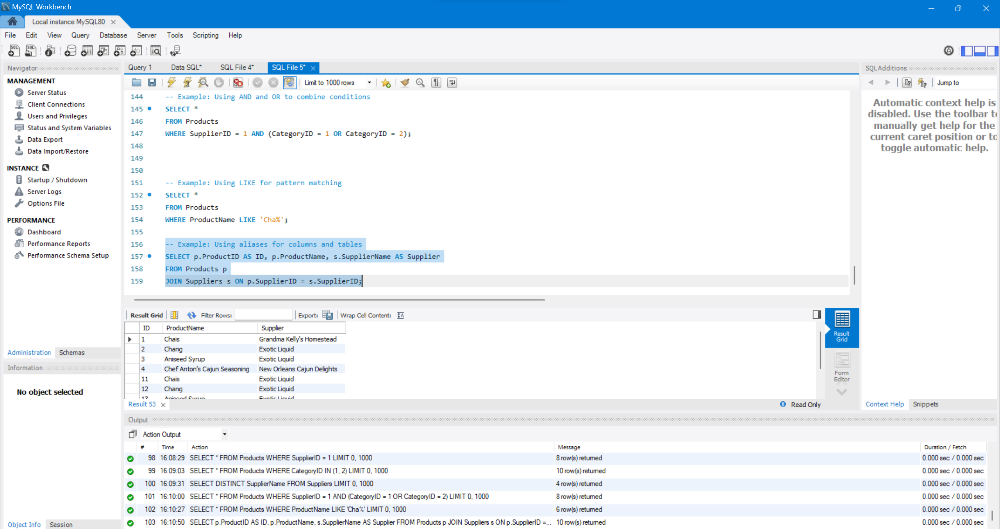 MySQL Workbench
Local instance MySQL80
File Edit View Query Database Server Tools Scripting Help
Navigator
MANAGEMENT
Server Status
Client Connections
Users and Privileges
Status and System Variables
Data Export
Data Import/Restore
INSTANCE
Startup / Shutdown
Server Logs
Options File
PERFORMANCE
Dashboard
Performance Reports
Performance Schema Setup
Administration Schemas
Information
No object selected
Object Info Session
Query 1 Data SQL* SQL File 4* SQL File 5*
Limit to 1000 rows
144 -- Example: Using AND and OR to combine conditions
145 SELECT *
146 FROM Products
147 WHERE SupplierID = 1 AND (CategoryID = 1 OR CategoryID = 2);
148
149
150
151 -- Example: Using LIKE for pattern matching
152 SELECT *
153 FROM Products
154 WHERE ProductName LIKE 'Cha%';
155
156 -- Example: Using aliases for columns and tables
157 SELECT p.ProductID AS ID, p.ProductName, s.SupplierName AS Supplier
158 FROM Products p
159 JOIN Suppliers s ON p.SupplierID = s.SupplierID;
Result Grid Filter Rows: Export: Wrap Cell Content:
ID ProductName Supplier
1 Chais Grandma Kelly's Homestead
2 Chang Exotic Liquid
3 Aniseed Syrup Exotic Liquid
4 Chef Anton's Cajun Seasoning New Orleans Cajun Delights
11 Chais Exotic Liquid
12 Chang Exotic Liquid
13 Aniseed Syrup Exotic Liquid
Result Grid
Form Editor
Result 53
Read Only
SQLAdditions
Jump to
Automatic context help is
disabled. Use the toolbar to
manually get help for the
current caret position or to
toggle automatic help.
Context Help Snippets
Output
Action Output
# Time Action Message Duration / Fetch
98 16:08:29 SELECT * FROM Products WHERE SupplierID = 1 LIMIT 0, 1000 8 row(s) returned 0.000 sec / 0.000 sec
99 16:09:03 SELECT * FROM Products WHERE CategoryID IN (1, 2) LIMIT 0, 1000 10 row(s) returned 0.000 sec / 0.000 sec
100 16:09:31 SELECT DISTINCT SupplierName FROM Suppliers LIMIT 0, 1000 4 row(s) returned 0.000 sec / 0.000 sec
101 16:10:00 SELECT * FROM Products WHERE SupplierID = 1 AND (CategoryID = 1 OR CategoryID = 2) LIMIT 0, 1000 8 row(s) returned 0.000 sec / 0.000 sec
102 16:10:27 SELECT * FROM Products WHERE ProductName LIKE 'Cha%' LIMIT 0, 1000 6 row(s) returned 0.000 sec / 0.000 sec
103 16:10:50 SELECT p.ProductID AS ID, p.ProductName, s.SupplierName AS Supplier FROM Products p JOIN Suppliers s ON p.SupplierID =... 10 row(s) returned 0.000 sec / 0.000 sec